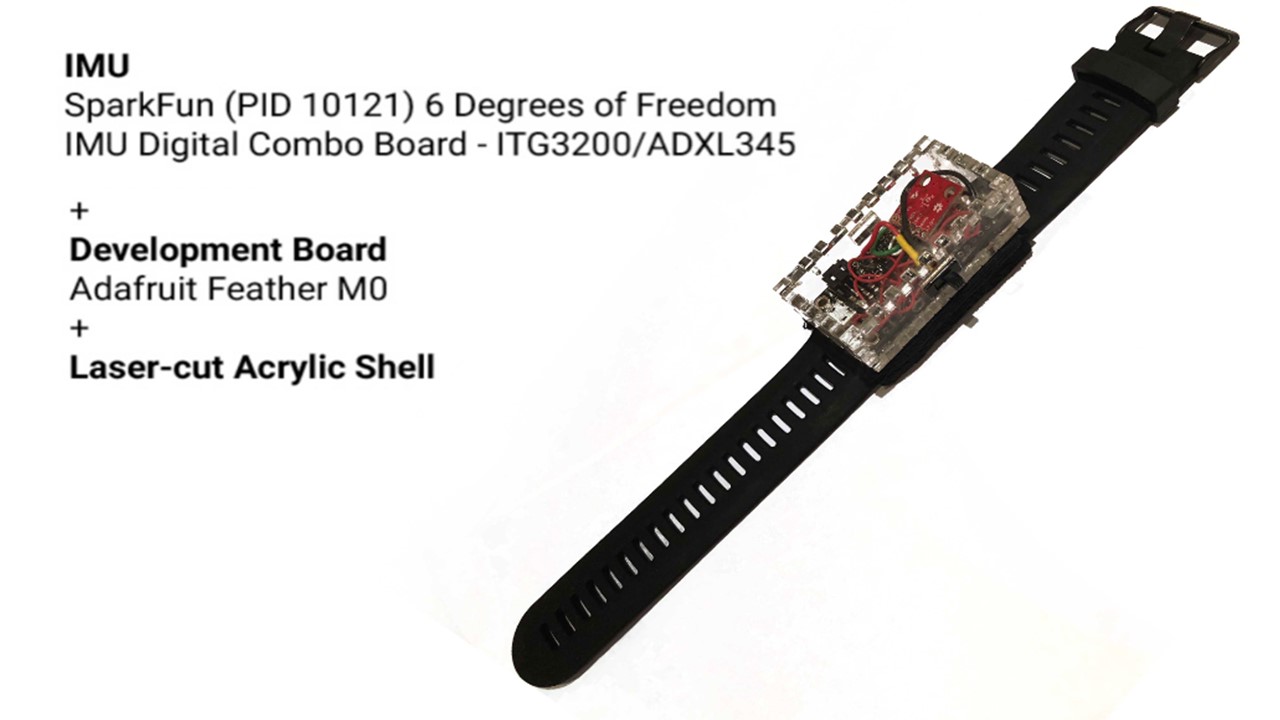 IMU
SparkFun (PID 10121) 6 Degrees of Freedom
IMU Digital Combo Board - ITG3200/ADXL345
+
Development Board
Adafruit Feather M0
+
Laser-cut Acrylic Shell